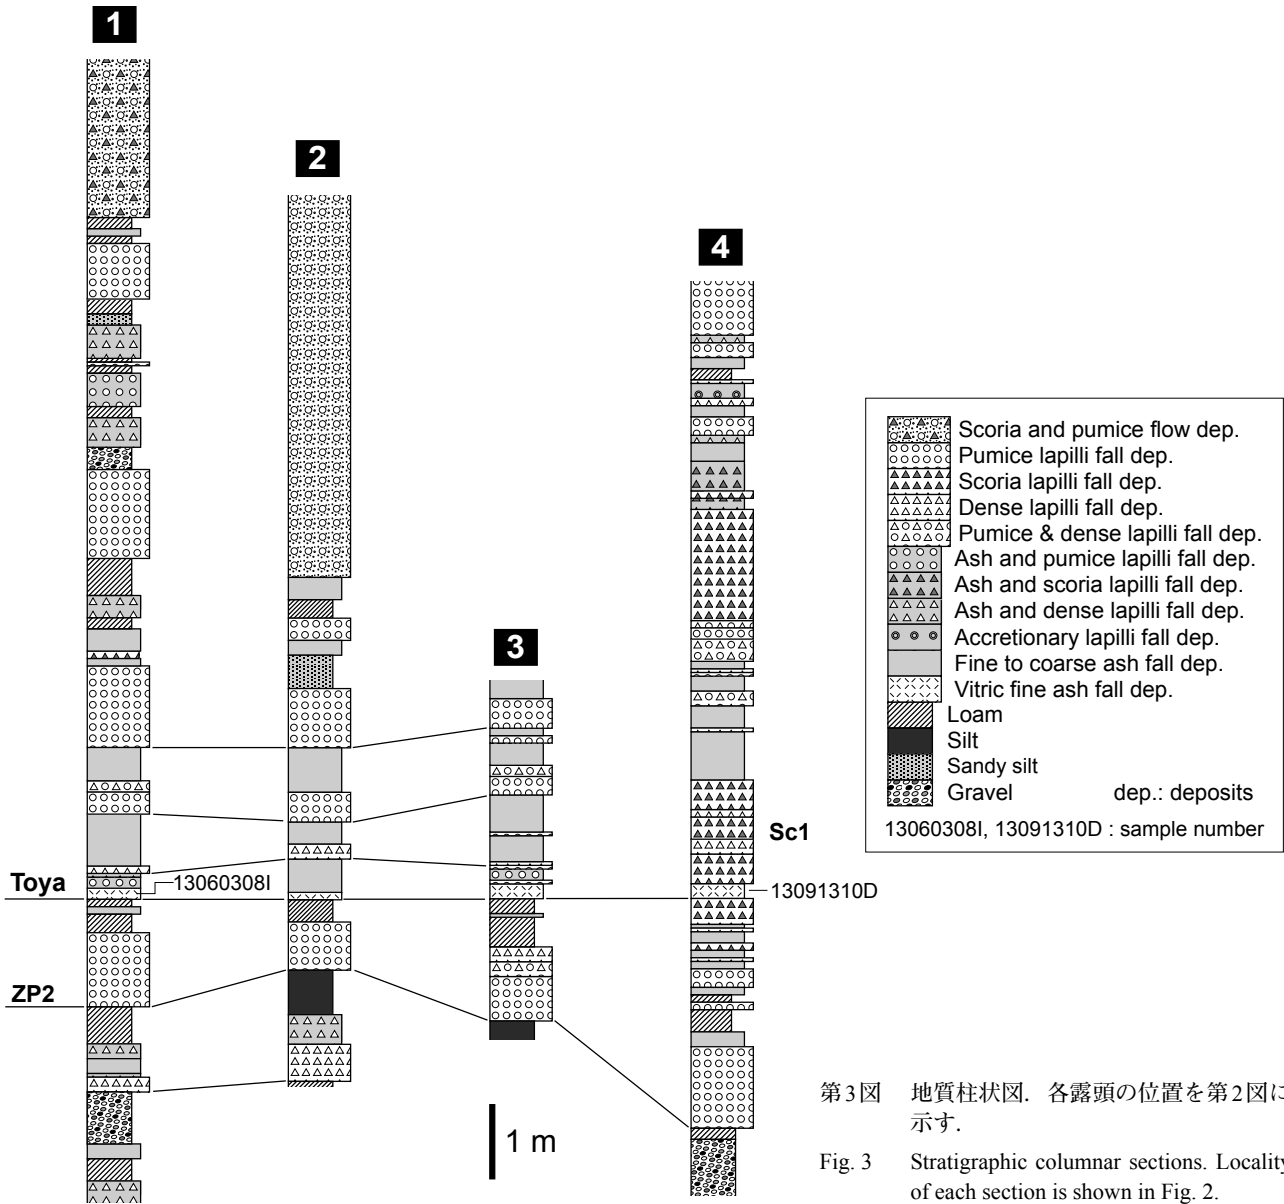 1
2
3
4
Toya
ZP2
13060308I
Sc1
13091310D
1 m
Scoria and pumice flow dep.
Pumice lapilli fall dep.
Scoria lapilli fall dep.
Dense lapilli fall dep.
Pumice & dense lapilli fall dep.
Ash and pumice lapilli fall dep.
Ash and scoria lapilli fall dep.
Ash and dense lapilli fall dep.
Accretionary lapilli fall dep.
Fine to coarse ash fall dep.
Vitric fine ash fall dep.
Loam
Silt
Sandy silt
Gravel dep.: deposits
13060308I, 13091310D : sample number
第3図 地質柱状図．各露頭の位置を第2図に
示す．
Fig. 3 Stratigraphic columnar sections. Locality
of each section is shown in Fig. 2.